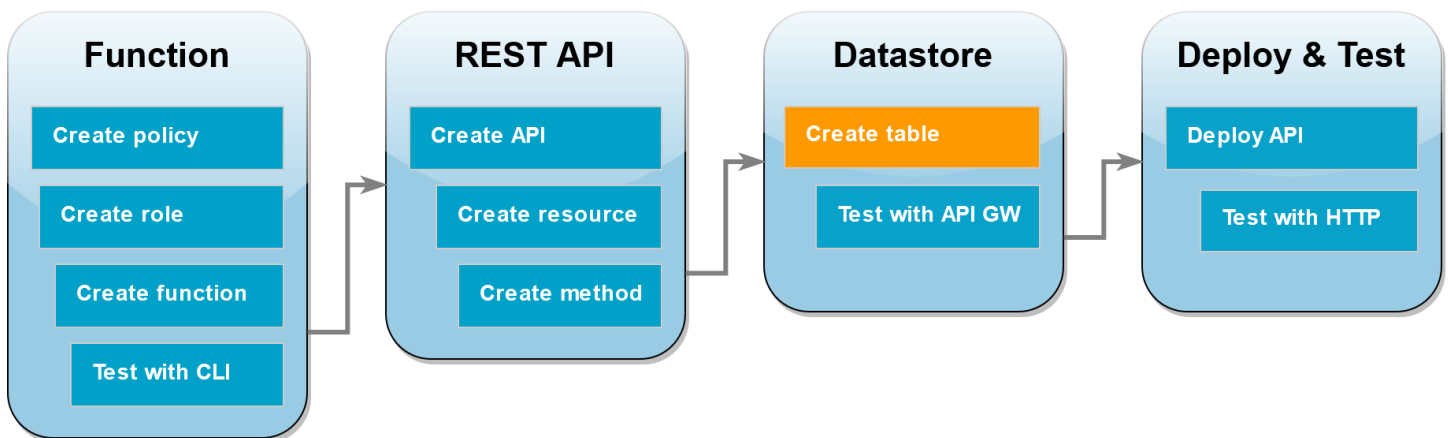 Function
Create policy
Create role
Create function
Test with CLI
REST API
Create API
Create resource
Create method
Datastore
Create table
Test with API GW
Deploy & Test
Deploy API
Test with HTTP